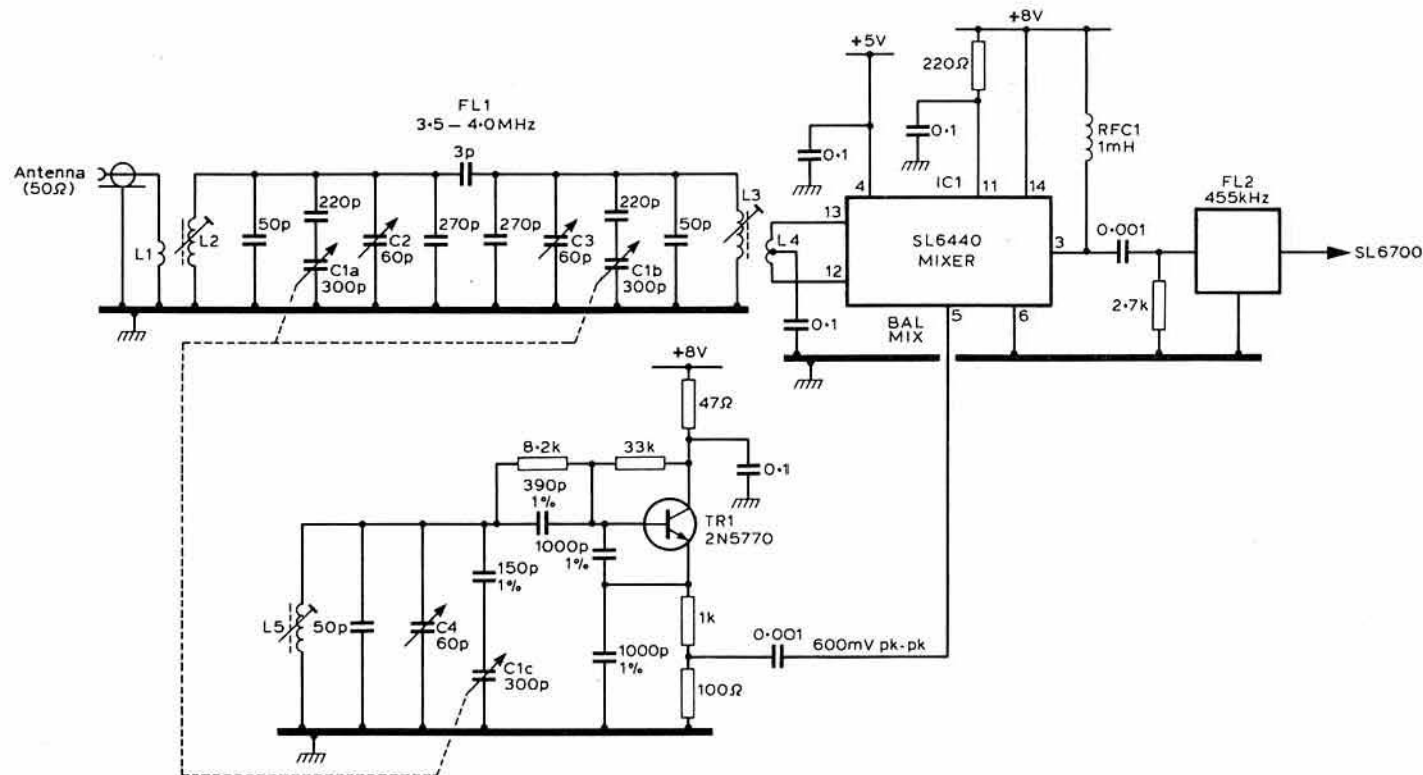 FL1
3·5 – 4·0MHz
3p
Antenna
(50Ω)
L1
L2
50p
220p
C1a
300p
C2
60p
270p
270p
C3
60p
220p
C1b
300p
50p
L3
L4
0·1
+5V
0·1
+8V
220Ω
0·1
RFC1
1mH
IC1
4
11
14
13
12
SL6440
MIXER
3
5
6
BAL
MIX
0·001
2·7k
FL2
455kHz
SL6700
+8V
47Ω
0·1
8·2k
33k
390p
1%
1000p
1%
TR1
2N5770
150p
1%
L5
50p
C4
60p
C1c
300p
1000p
1%
1k
100Ω
0·001
600mV pk-pk